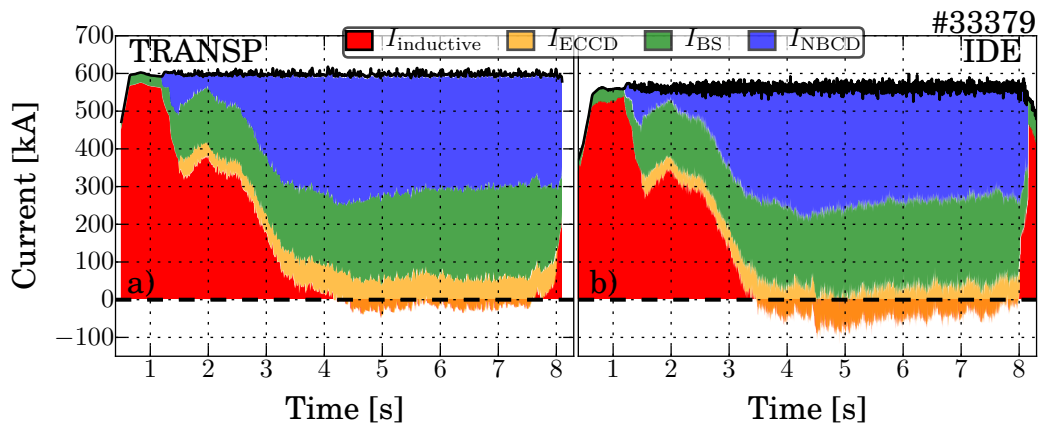 #33379
I_inductive I_ECCD I_BS I_NBCD
TRANSP
IDE
Current [kA]
700
600
500
400
300
200
100
0
−100
a)
b)
1 2 3 4 5 6 7 8
1 2 3 4 5 6 7 8
Time [s]
Time [s]